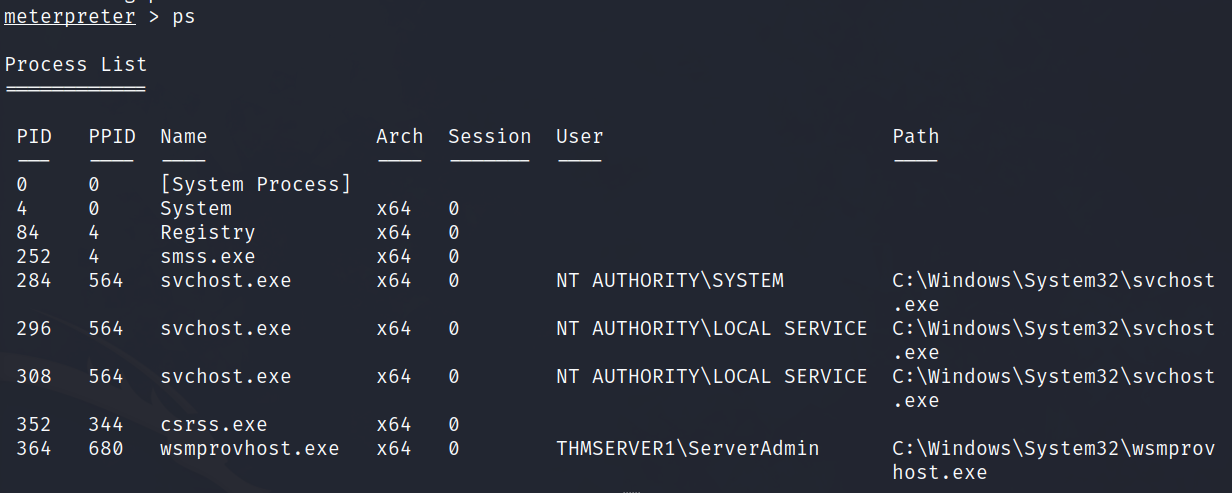 meterpreter > ps
Process List
============
PID PPID Name Arch Session User Path
--- ---- ---- ---- ------- ---- ----
0 0 [System Process]
4 0 System x64 0
84 4 Registry x64 0
252 4 smss.exe x64 0
284 564 svchost.exe x64 0 NT AUTHORITY\SYSTEM C:\Windows\System32\svchost
.exe
296 564 svchost.exe x64 0 NT AUTHORITY\LOCAL SERVICE C:\Windows\System32\svchost
.exe
308 564 svchost.exe x64 0 NT AUTHORITY\LOCAL SERVICE C:\Windows\System32\svchost
.exe
352 344 csrss.exe x64 0
364 680 wsmprovhost.exe x64 0 THMSERVER1\ServerAdmin C:\Windows\System32\wsmprov
host.exe